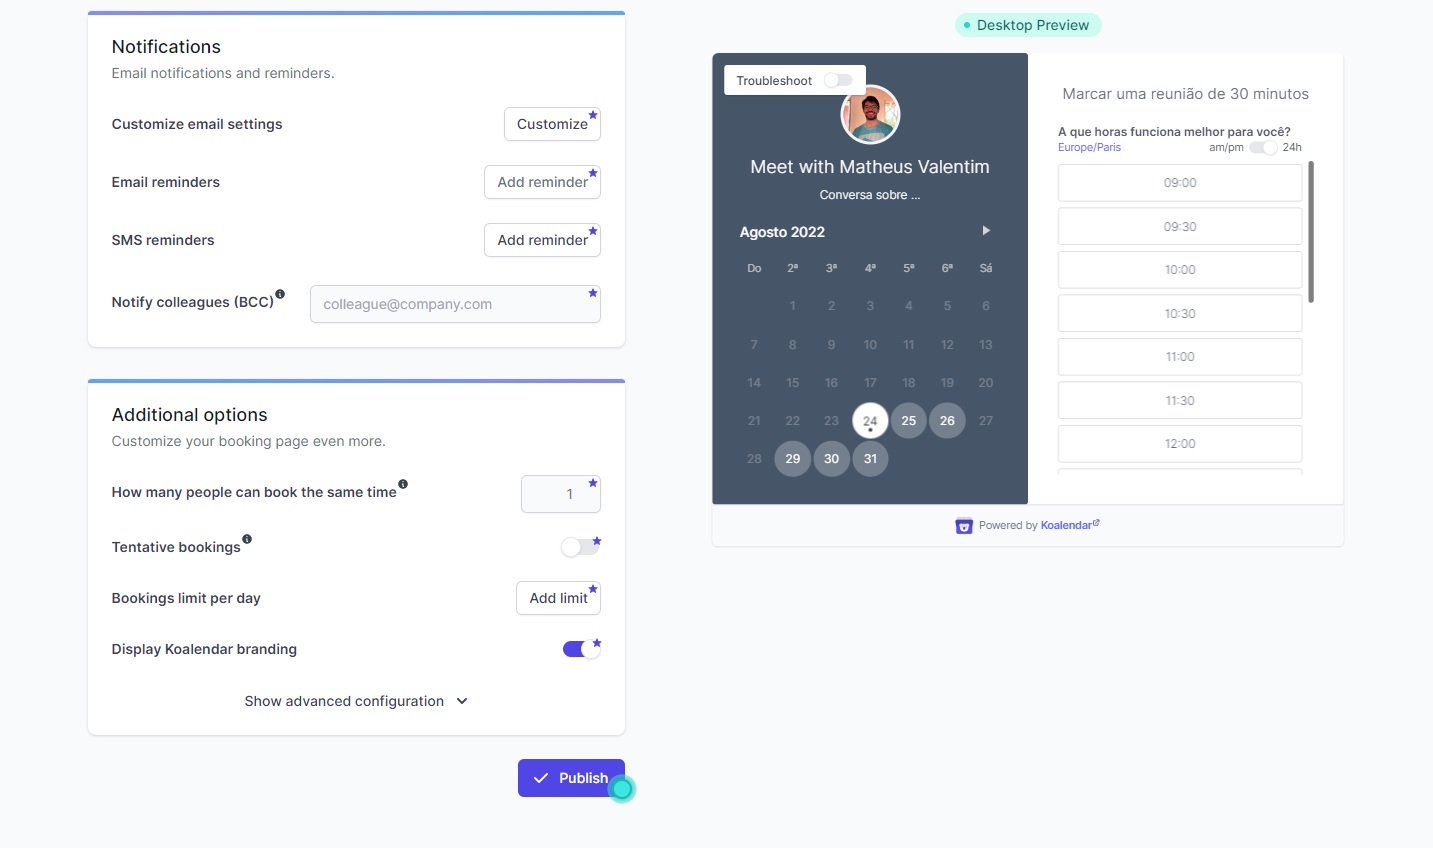 Notifications
Email notifications and reminders.
Customize email settings
Customize
Email reminders
Add reminder
SMS reminders
Add reminder
Notify colleagues (BCC)
colleague@company.com
Additional options
Customize your booking page even more.
How many people can book the same time
1
Tentative bookings
Bookings limit per day
Add limit
Display Koalendar branding
Show advanced configuration
Publish
Desktop Preview
Troubleshoot
Meet with Matheus Valentim
Conversa sobre ...
Agosto 2022
Do 2ª 3ª 4ª 5ª 6ª Sá
1 2 3 4 5 6
7 8 9 10 11 12 13
14 15 16 17 18 19 20
21 22 23 24 25 26 27
28 29 30 31
Marcar uma reunião de 30 minutos
A que horas funciona melhor para você?
Europe/Paris am/pm 24h
09:00
09:30
10:00
10:30
11:00
11:30
12:00
Powered by Koalendar